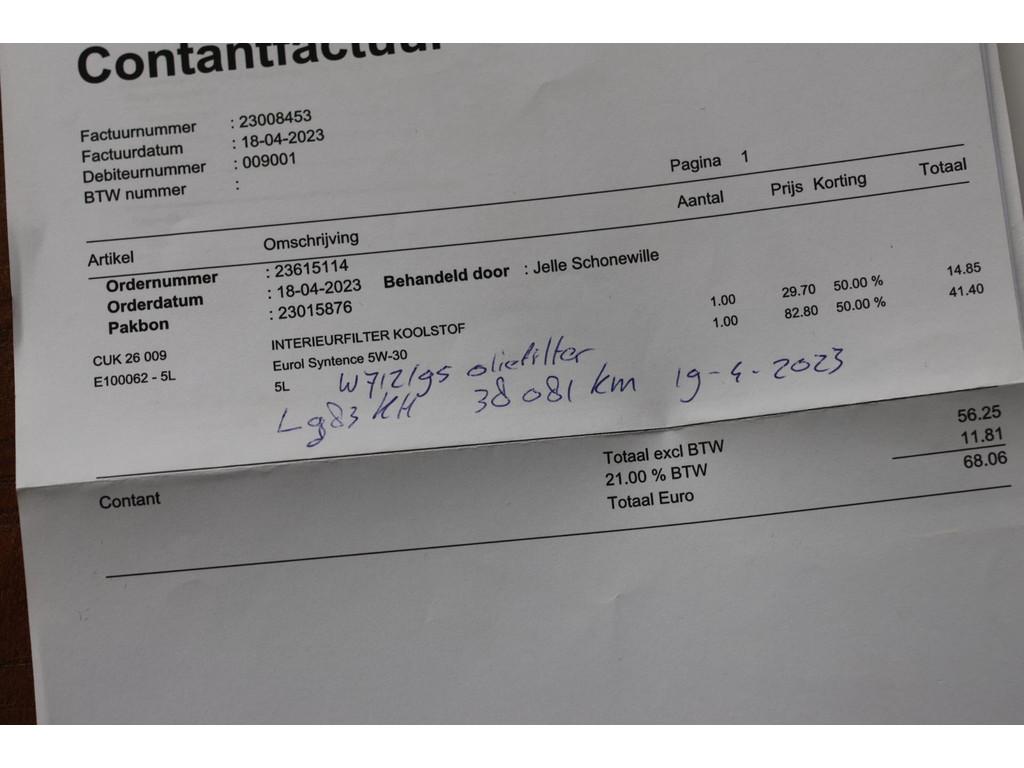 Contantfactuur
Factuurnummer : 23008453
Factuurdatum : 18-04-2023
Debiteurnummer : 009001
BTW nummer :
Pagina 1
Artikel Omschrijving Aantal Prijs Korting Totaal
Ordernummer : 23615114
Orderdatum : 18-04-2023 Behandeld door : Jelle Schonewille
Pakbon : 23015876
CUK 26 009 INTERIEURFILTER KOOLSTOF 1.00 29.70 50.00 % 14.85
E100062 - 5L Eurol Syntence 5W-30 1.00 82.80 50.00 % 41.40
5L W712/95 oliefilter
Lg83 KH 38081 km 19-4-2023
Totaal excl BTW 56.25
21.00 % BTW 11.81
Contant Totaal Euro 68.06